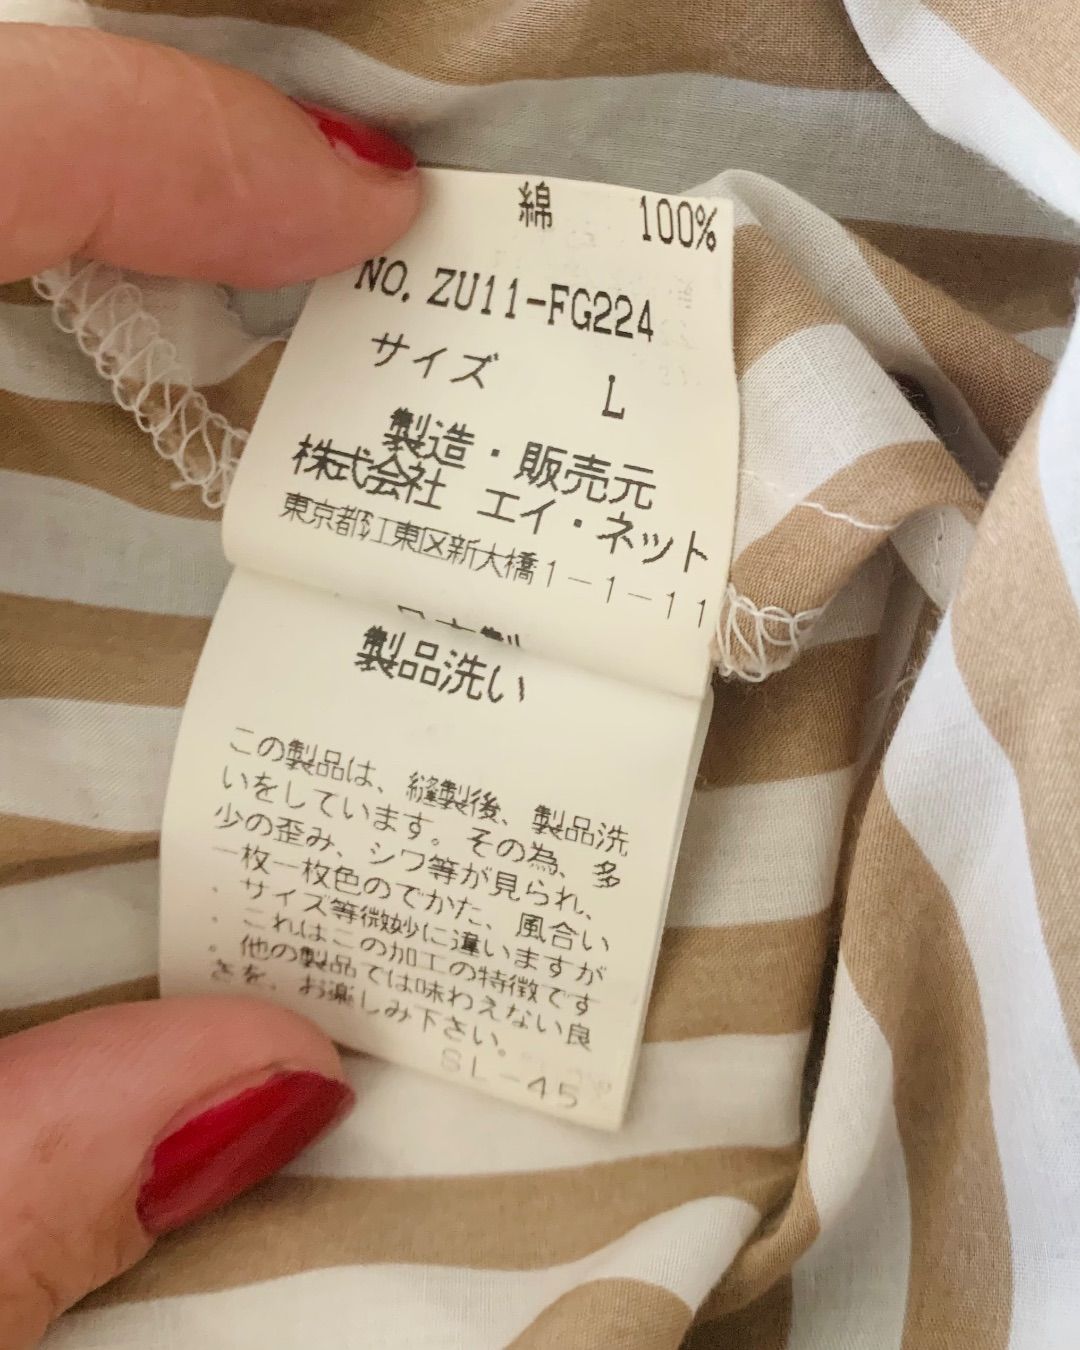 綿 100%
NO. ZU11-FG224
サイズ L
製造・販売元
株式会社 エイ・ネット
東京都江東区新大橋1-1-11
製品洗い
この製品は、縫製後、製品洗
いをしています。その為、多
少の歪み、シワ等が見られ、
一枚一枚色のでかた、風合い
、サイズ等微妙に違いますが
、これはこの加工の特徴です
。他の製品では味わえない良
さを、お楽しみ下さい。
SL-45